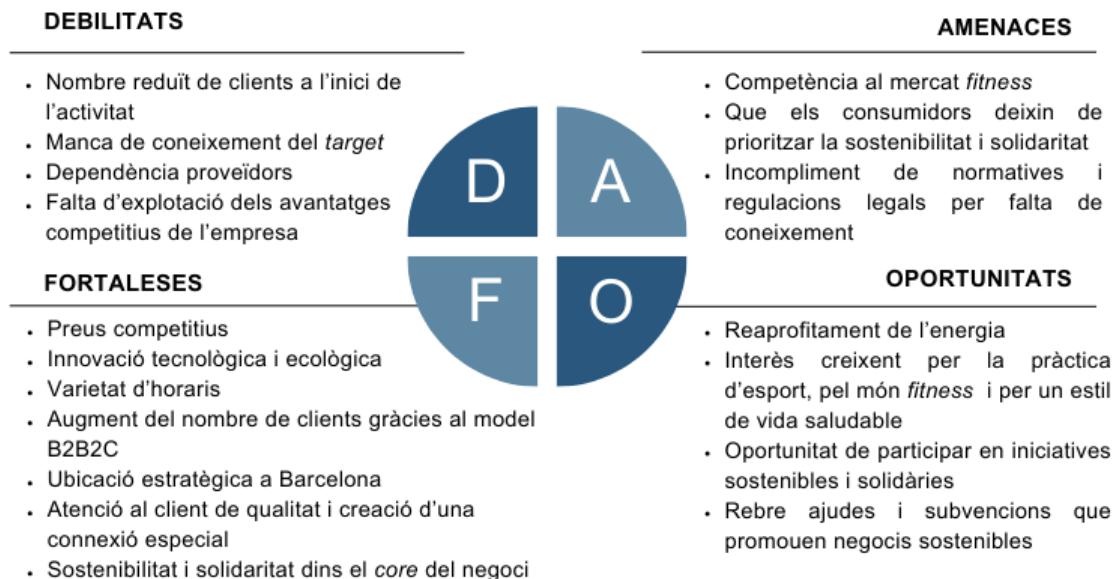 DEBILITATS
• Nombre reduït de clients a l’inici de
l’activitat
• Manca de coneixement del target
• Dependència proveïdors
• Falta d’explotació dels avantatges
competitius de l’empresa
AMENACES
• Competència al mercat fitness
• Que els consumidors deixin de
prioritzar la sostenibilitat i solidaritat
• Incompliment de normatives i
regulacions legals per falta de
coneixement
D
A
F
O
FORTALESES
• Preus competitius
• Innovació tecnològica i ecològica
• Varietat d’horaris
• Augment del nombre de clients gràcies al model
B2B2C
• Ubicació estratègica a Barcelona
• Atenció al client de qualitat i creació d’una
connexió especial
• Sostenibilitat i solidaritat dins el core del negoci
OPORTUNITATS
• Reaprofitament de l’energia
• Interès creixent per la pràctica
d’esport, pel món fitness i per un estil
de vida saludable
• Oportunitat de participar en iniciatives
sostenibles i solidàries
• Rebre ajudes i subvencions que
promouen negocis sostenibles